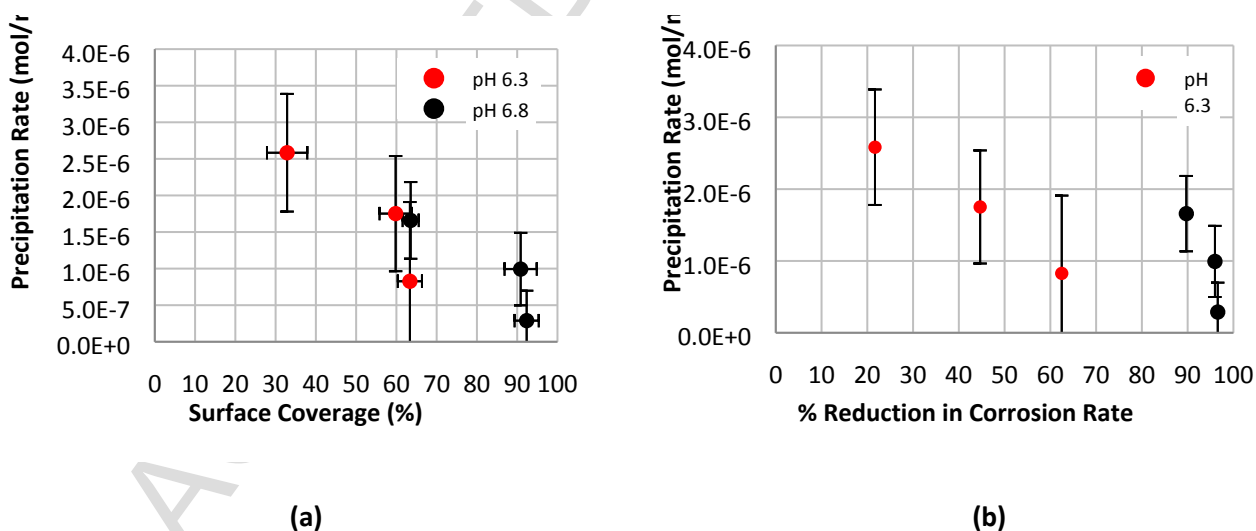 Precipitation Rate (mol/
4.0E-6
3.5E-6
3.0E-6
2.5E-6
2.0E-6
1.5E-6
1.0E-6
5.0E-7
0.0E+0
pH 6.3
pH 6.8
0 10 20 30 40 50 60 70 80 90 100
Surface Coverage (%)
(a)
Precipitation Rate (mol/
4.0E-6
3.0E-6
2.0E-6
1.0E-6
0.0E+0
pH
6.3
0 10 20 30 40 50 60 70 80 90 100
% Reduction in Corrosion Rate
(b)